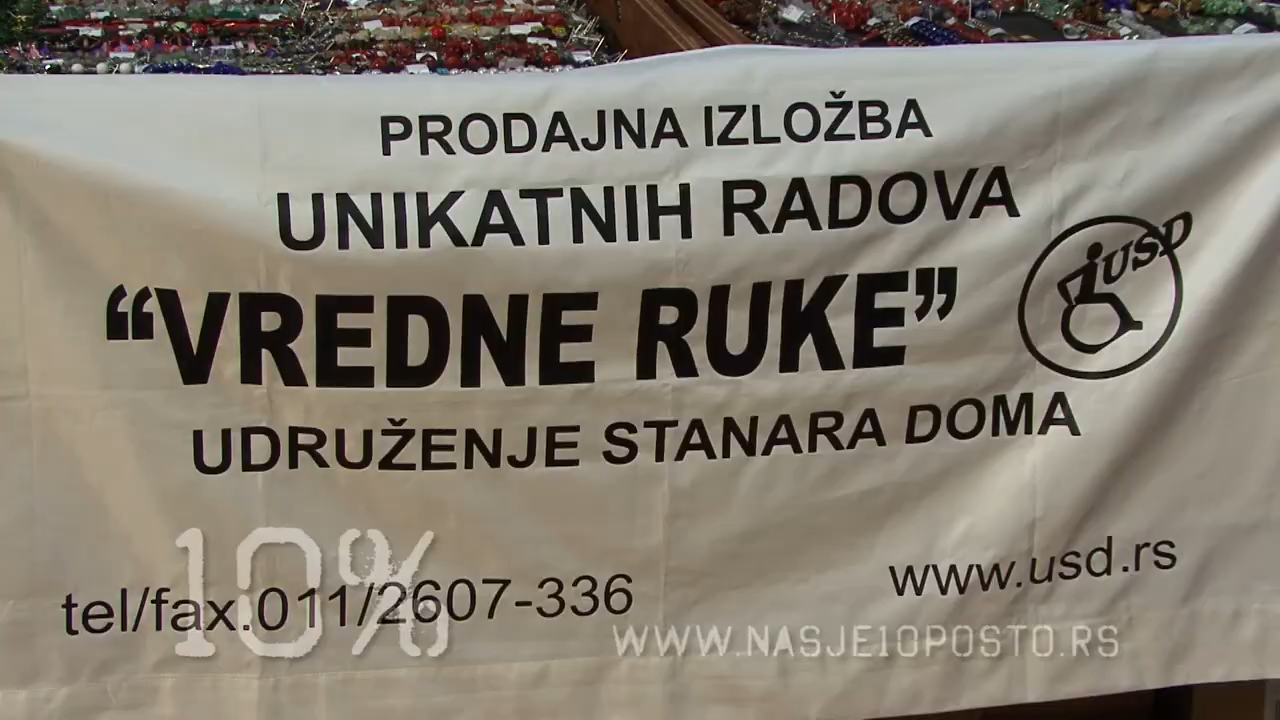 PRODAJNA IZLOŽBA
UNIKATNIH RADOVA
“VREDNE RUKE”
USD
UDRUŽENJE STANARA DOMA
10%
tel/fax.011/2607-336
www.usd.rs
WWW.NASJE10POSTO.RS